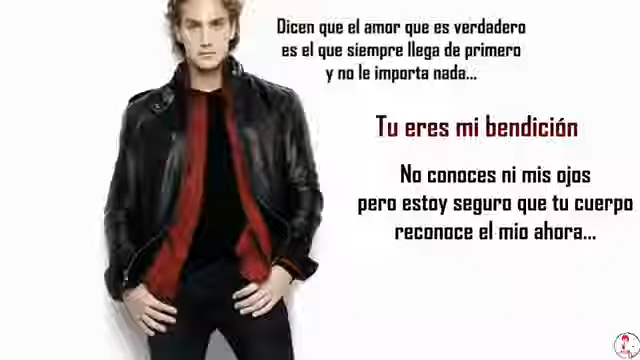 Dicen que el amor que es verdadero
es el que siempre llega de primero
y no le importa nada...
Tu eres mi bendición
No conoces ni mis ojos
pero estoy seguro que tu cuerpo
reconoce el mio ahora...